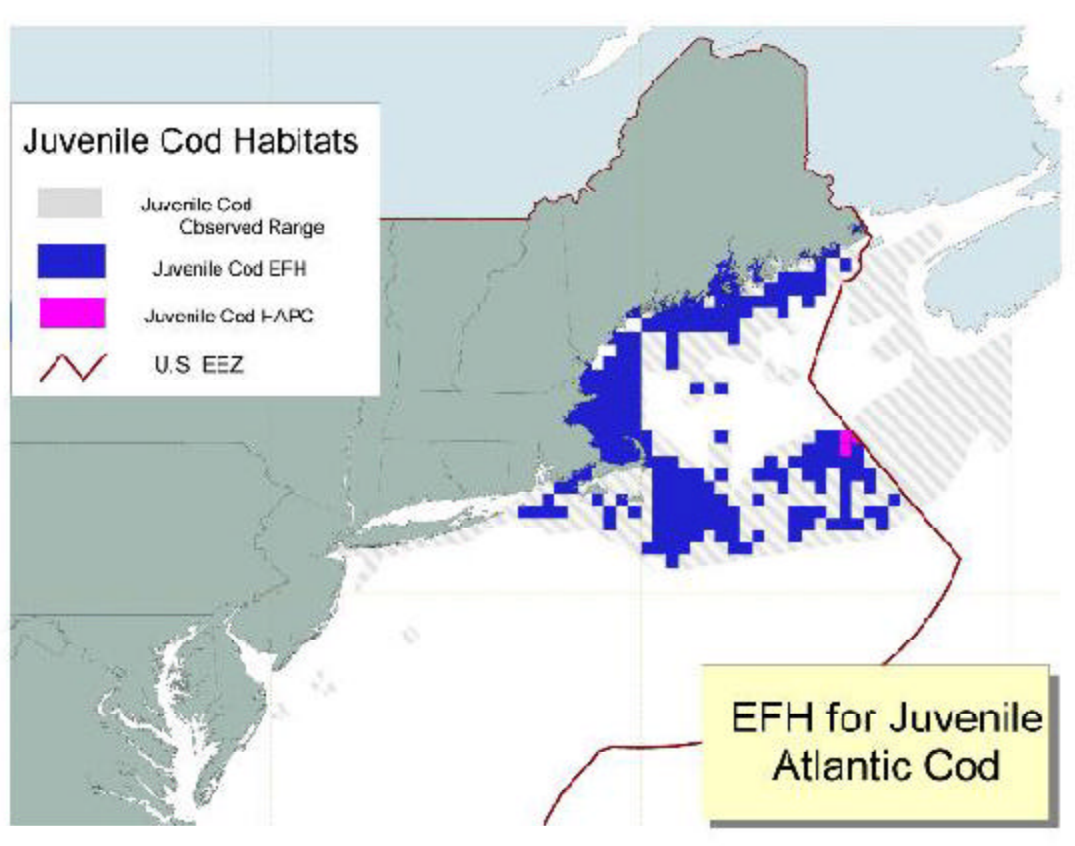 Juvenile Cod Habitats
Juvenile Cod
Observed Range
Juvenile Cod EFH
Juvenile Cod HAPC
U.S. EEZ
EFH for Juvenile
Atlantic Cod